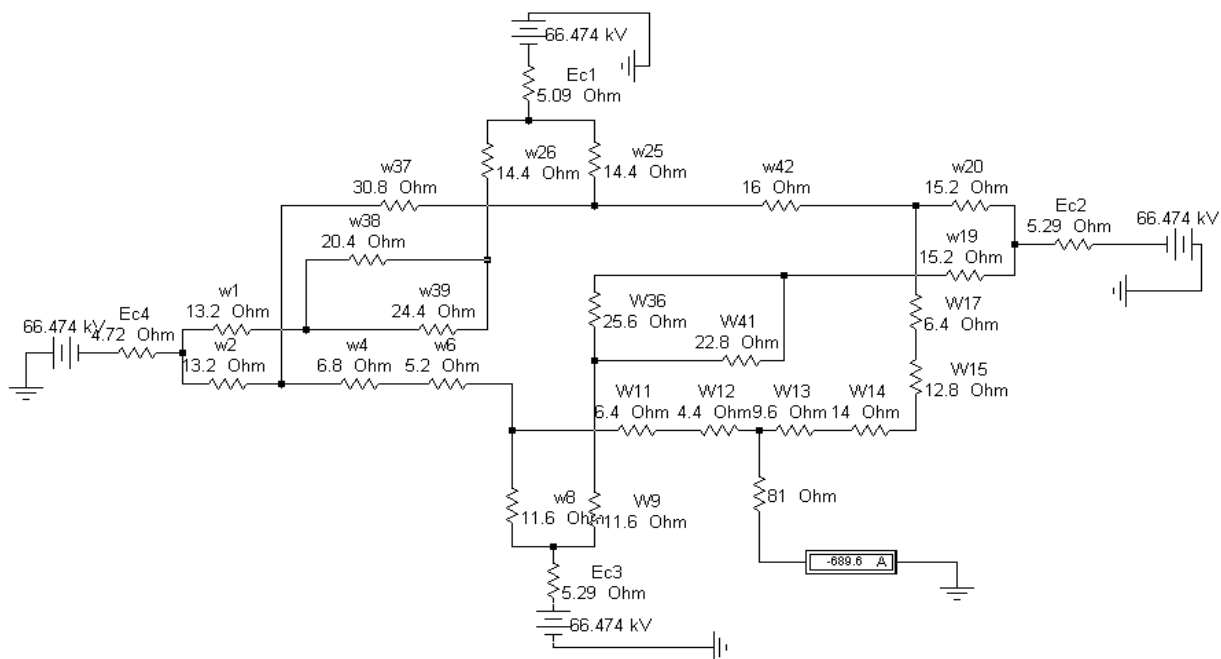 66.474 kV
Ec1
5.09 Ohm
w26
14.4 Ohm
w25
14.4 Ohm
w37
30.8 Ohm
w42
16 Ohm
w20
15.2 Ohm
Ec2
5.29 Ohm
66.474 kV
w38
20.4 Ohm
w19
15.2 Ohm
w1
13.2 Ohm
w39
24.4 Ohm
W36
25.6 Ohm
W17
6.4 Ohm
Ec4
66.474 kV
4.72 Ohm
W41
22.8 Ohm
w2
13.2 Ohm
w4
6.8 Ohm
w6
5.2 Ohm
W15
12.8 Ohm
W11
6.4 Ohm
W12
4.4 Ohm
W13
9.6 Ohm
W14
14 Ohm
w8
11.6 Ohm
W9
11.6 Ohm
81 Ohm
-689.6 A
Ec3
5.29 Ohm
66.474 kV